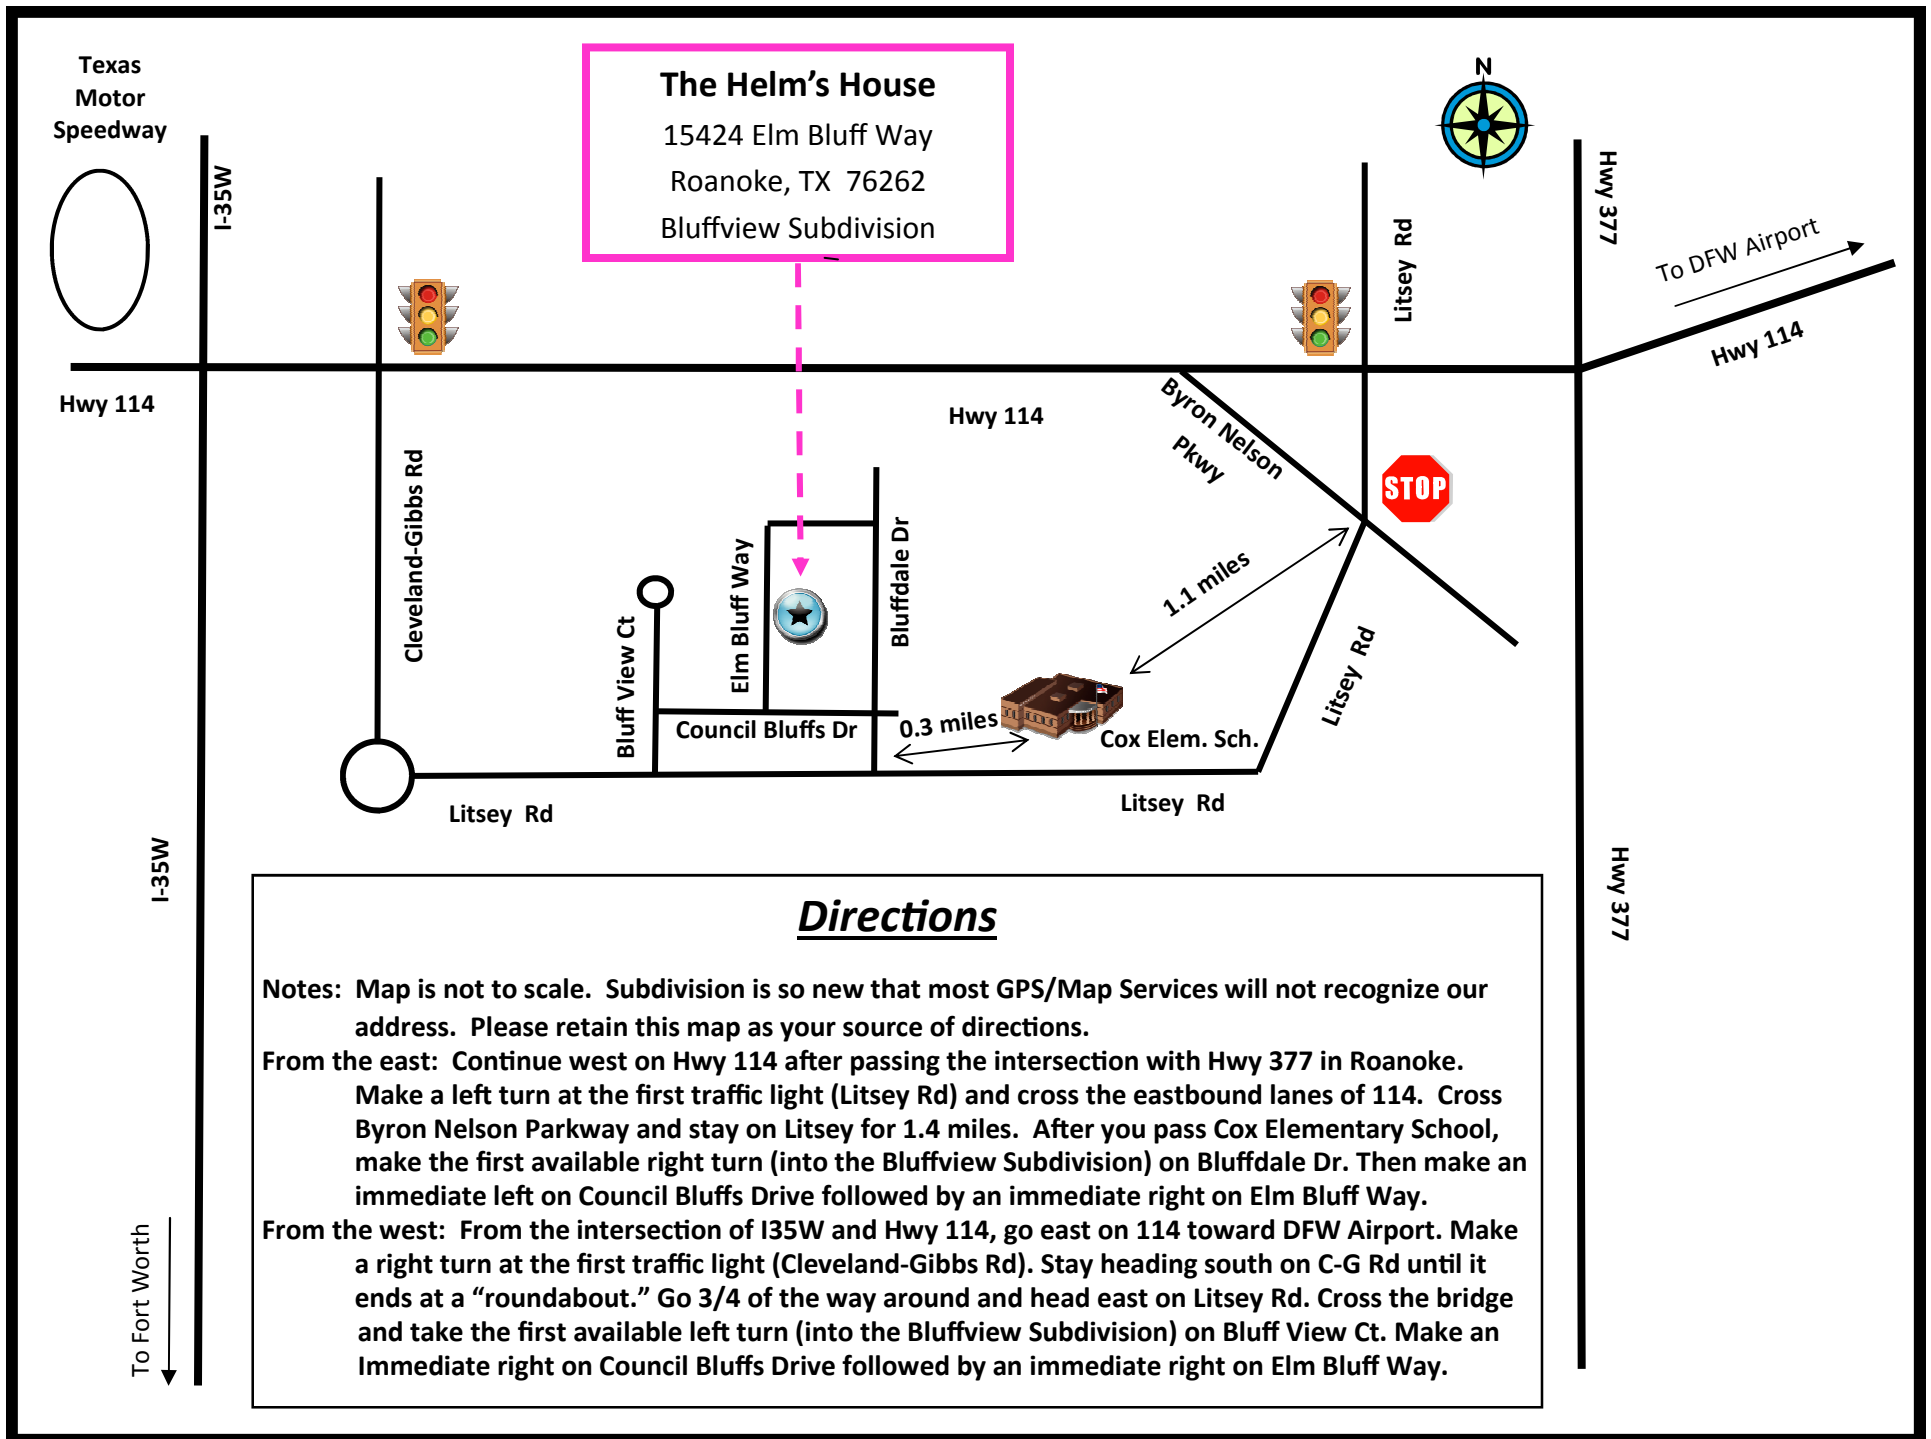 Texas
Motor
Speedway
I-35W
The Helm's House
15424 Elm Bluff Way
Roanoke, TX  76262
Bluffview Subdivision
N
Litsey  Rd
Hwy 377
To DFW Airport
Hwy 114
Hwy 114
Hwy 114
Byron Nelson
Pkwy
STOP
Cleveland-Gibbs Rd
Bluff View Ct
Elm Bluff Way
Bluffdale Dr
1.1 miles
Litsey  Rd
Council Bluffs Dr
0.3 miles
Cox Elem. Sch.
Litsey  Rd
Litsey  Rd
I-35W
Hwy 377
To Fort Worth
Directions
Notes:  Map is not to scale.  Subdivision is so new that most GPS/Map Services will not recognize our
address.  Please retain this map as your source of directions.
From the east:  Continue west on Hwy 114 after passing the intersection with Hwy 377 in Roanoke.
Make a left turn at the first traffic light (Litsey Rd) and cross the eastbound lanes of 114.  Cross
Byron Nelson Parkway and stay on Litsey for 1.4 miles.  After you pass Cox Elementary School,
make the first available right turn (into the Bluffview Subdivision) on Bluffdale Dr. Then make an
immediate left on Council Bluffs Drive followed by an immediate right on Elm Bluff Way.
From the west:  From the intersection of I35W and Hwy 114, go east on 114 toward DFW Airport. Make
a right turn at the first traffic light (Cleveland-Gibbs Rd). Stay heading south on C-G Rd until it
ends at a “roundabout.” Go 3/4 of the way around and head east on Litsey Rd. Cross the bridge
and take the first available left turn (into the Bluffview Subdivision) on Bluff View Ct. Make an
Immediate right on Council Bluffs Drive followed by an immediate right on Elm Bluff Way.